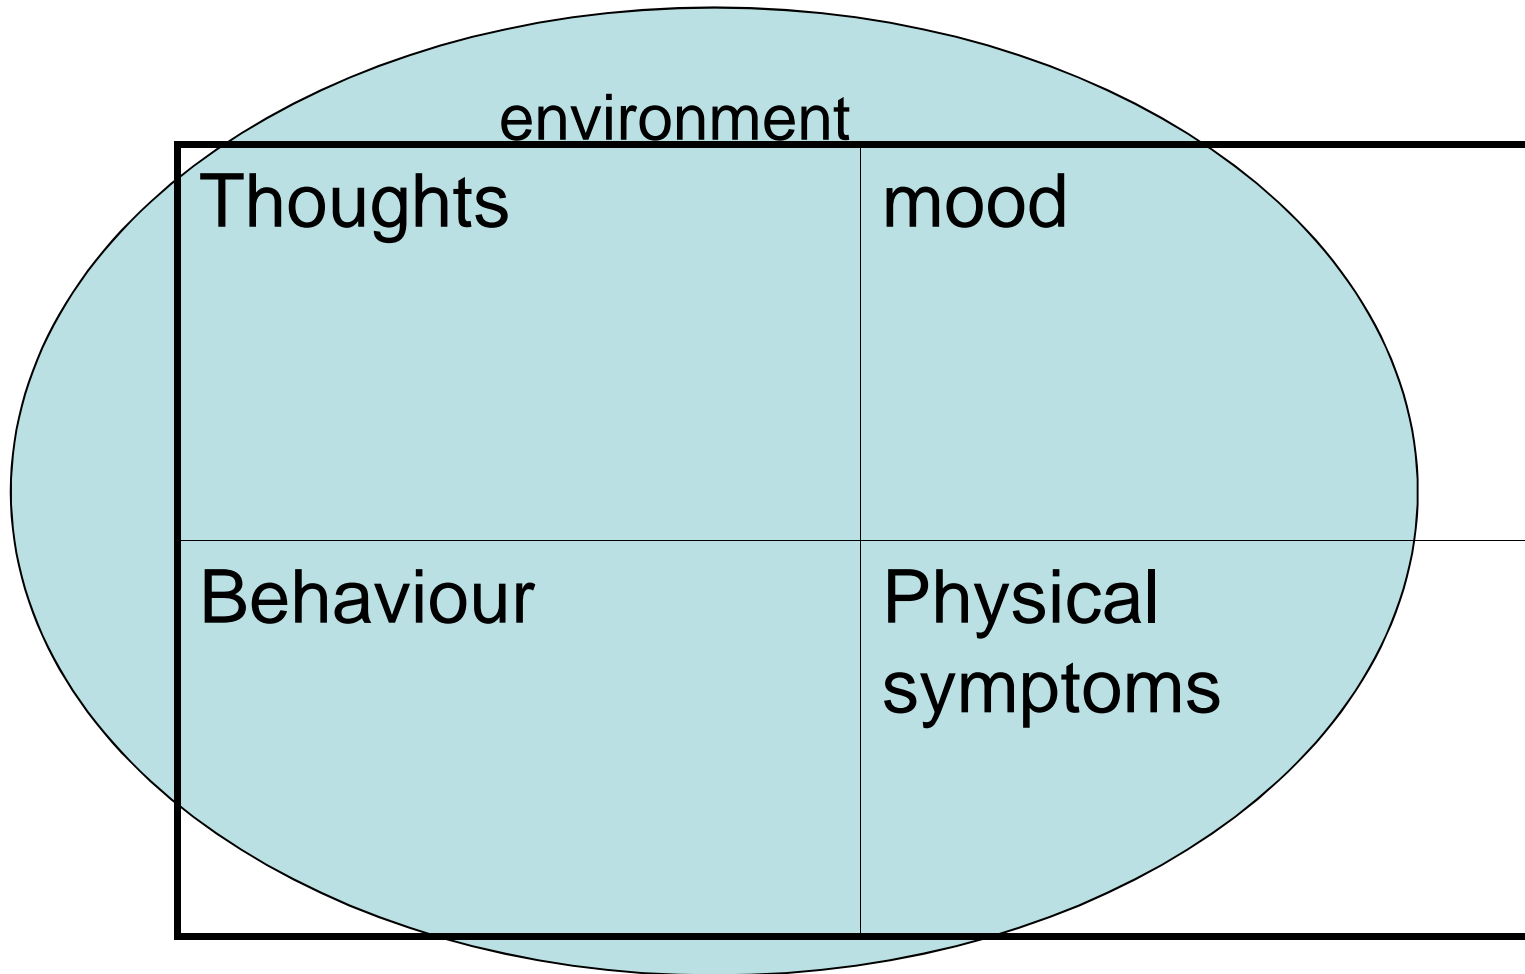 environment
Thoughts
mood
Behaviour
Physical
symptoms